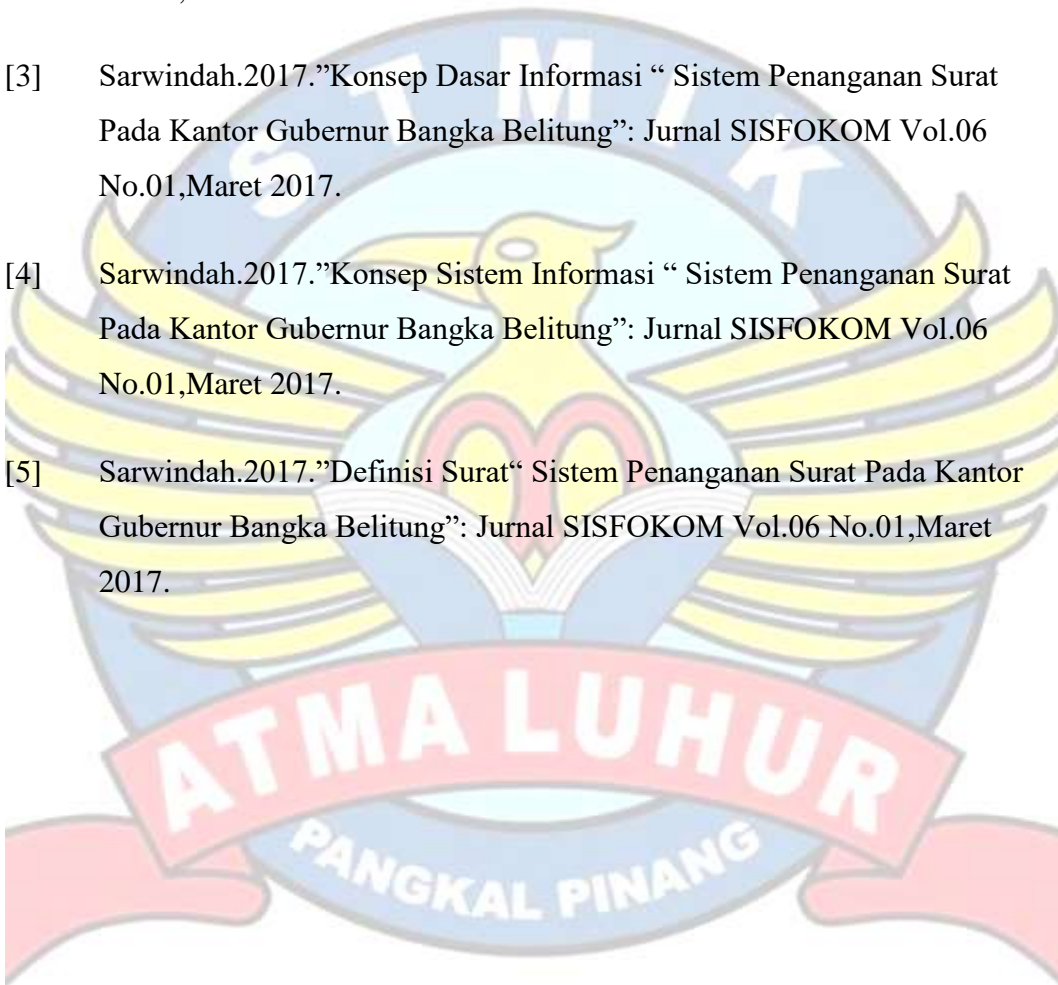 [3] Sarwindah.2017.”Konsep Dasar Informasi “ Sistem Penanganan Surat
Pada Kantor Gubernur Bangka Belitung”: Jurnal SISFOKOM Vol.06
No.01,Maret 2017.
[4] Sarwindah.2017.”Konsep Sistem Informasi “ Sistem Penanganan Surat
Pada Kantor Gubernur Bangka Belitung”: Jurnal SISFOKOM Vol.06
No.01,Maret 2017.
[5] Sarwindah.2017.”Definisi Surat“ Sistem Penanganan Surat Pada Kantor
Gubernur Bangka Belitung”: Jurnal SISFOKOM Vol.06 No.01,Maret
2017.
STMIK
ATMA LUHUR
PANGKAL PINANG